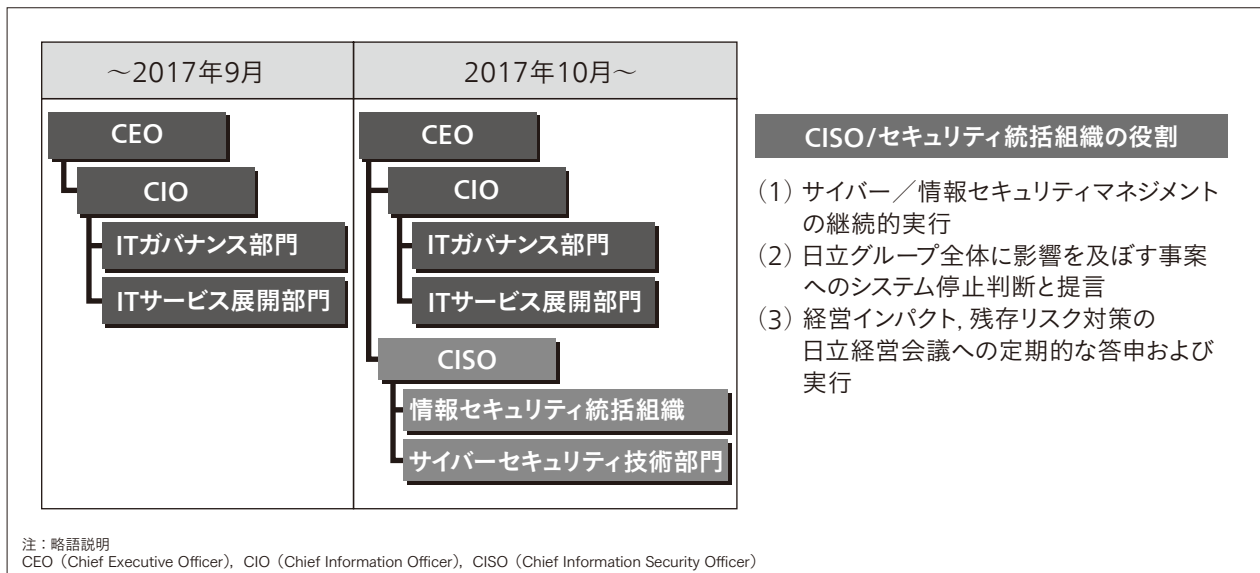 ～2017年9月
CEO
CIO
ITガバナンス部門
ITサービス展開部門
2017年10月～
CEO
CIO
ITガバナンス部門
ITサービス展開部門
CISO
情報セキュリティ統括組織
サイバーセキュリティ技術部門
CISO/セキュリティ統括組織の役割
（1）サイバー／情報セキュリティマネジメント
の継続的実行
（2）日立グループ全体に影響を及ぼす事案
へのシステム停止判断と提言
（3）経営インパクト，残存リスク対策の
日立経営会議への定期的な答申および
実行
注：略語説明
CEO（Chief Executive Officer），CIO（Chief Information Officer），CISO（Chief Information Security Officer）